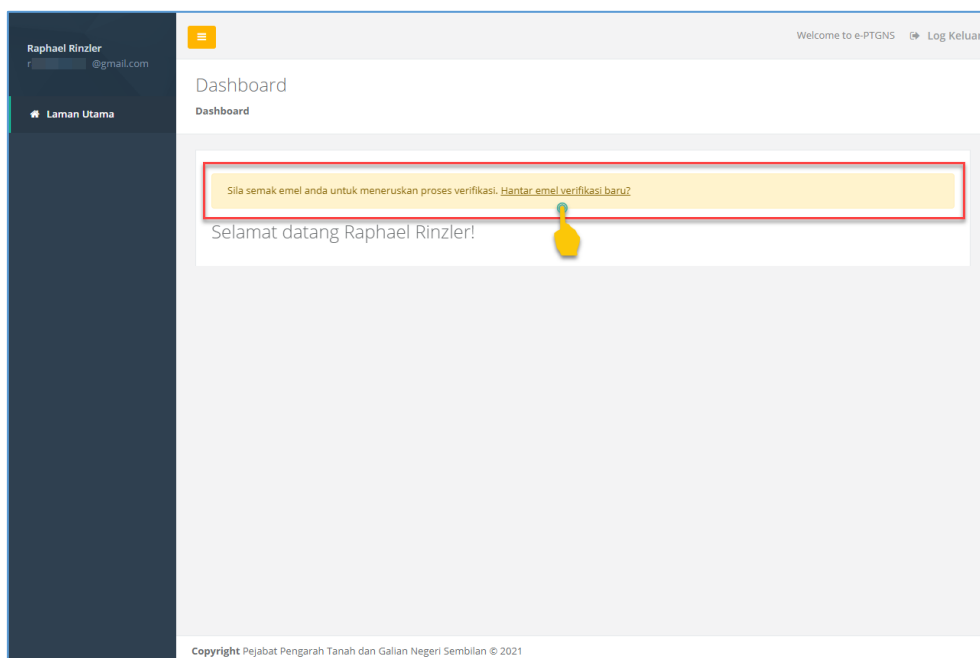 Raphael Rinzler
r @gmail.com
Laman Utama
Welcome to e-PTGNS Log Keluar
Dashboard
Dashboard
Sila semak emel anda untuk meneruskan proses verifikasi. Hantar emel verifikasi baru?
Selamat datang Raphael Rinzler!
Copyright Pejabat Pengarah Tanah dan Galian Negeri Sembilan © 2021